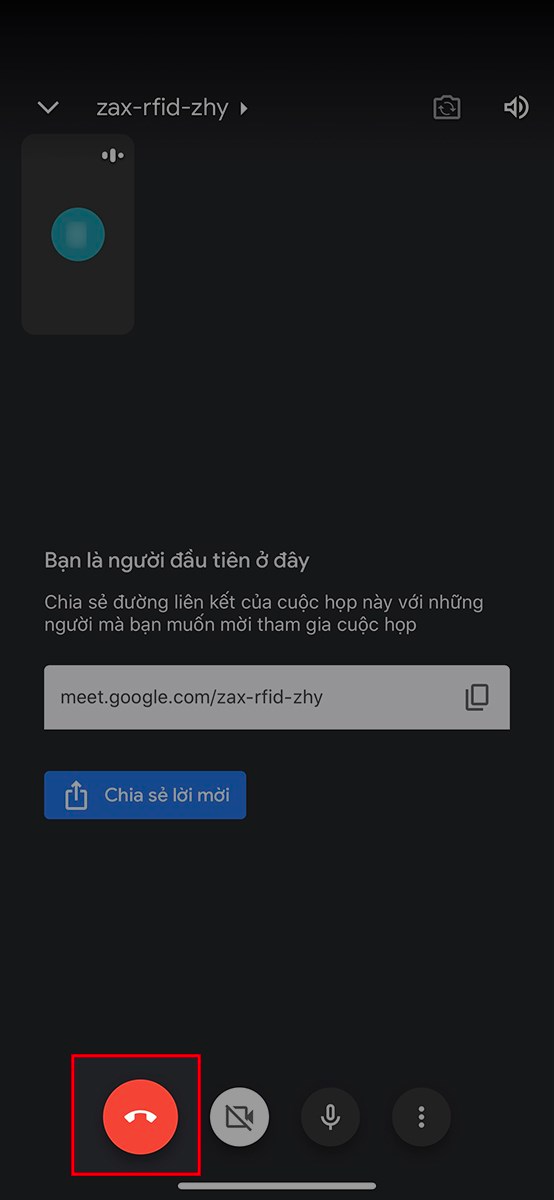 zax-rfid-zhy
Bạn là người đầu tiên ở đây
Chia sẻ đường liên kết của cuộc họp này với những
người mà bạn muốn mời tham gia cuộc họp
meet.google.com/zax-rfid-zhy
Chia sẻ lời mời